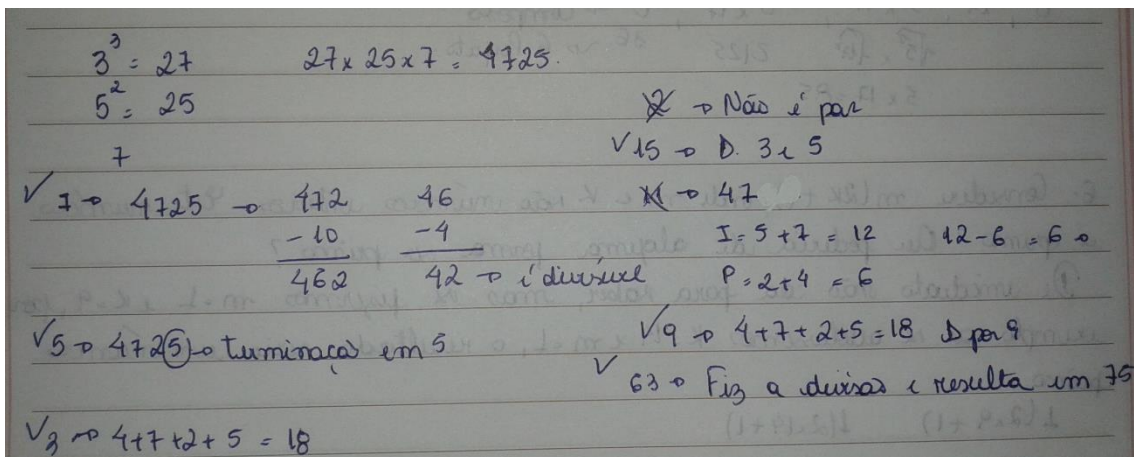 3³ = 27 27 x 25 x 7 = 4725.
5² = 25
7
2 → Não é par
√15 → D. 3 e 5
√7 → 4725 → 472 46
-10 -4
462 42 → é divisível
11 → 47
I = 5 + 7 = 12 12 - 6 = 6
P = 2 + 4 = 6
√5 → 4725 → Terminação em 5
√9 → 4+7+2+5 = 18 D por 9
√63 → Fiz a divisão e resulta em 75
√3 → 4+7+2+5 = 18